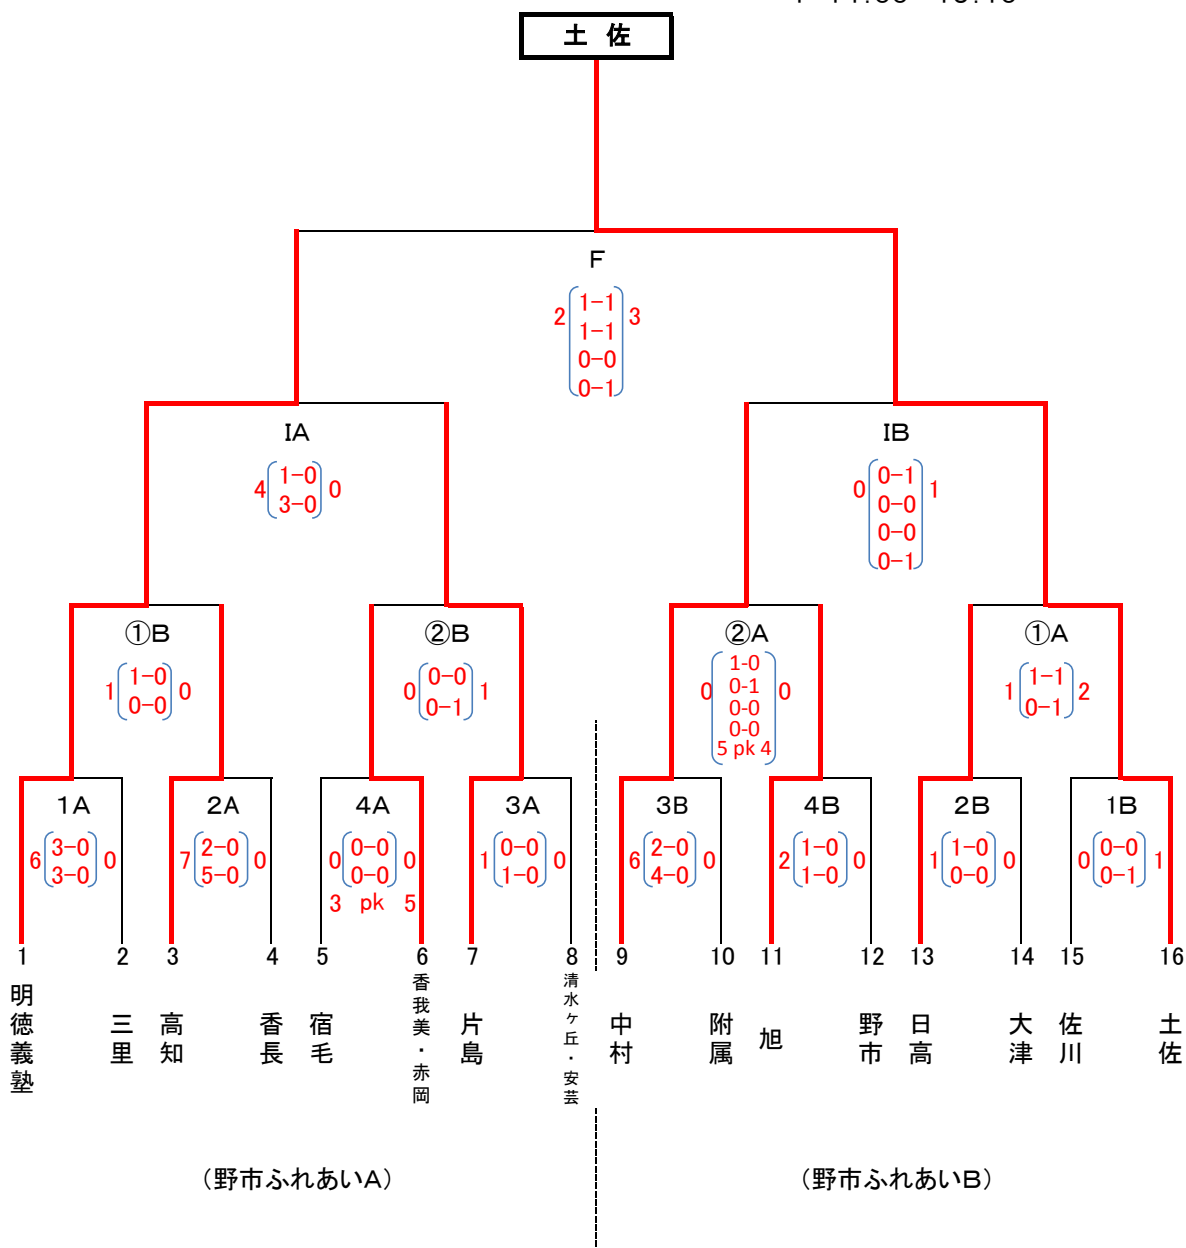 土 佐
F
2 1-1 3
1-1
0-0
0-1
IA
IB
4 1-0 0
3-0
0 0-1 1
0-0
0-0
0-1
①B
②B
②A
①A
1 1-0 0
0-0
0 0-0 1
0-1
0 1-0 0
0-1
0-0
0-0
5 pk 4
1 1-1 2
0-1
1A
2A
4A
3A
3B
4B
2B
1B
6 3-0 0
3-0
7 2-0 0
5-0
0 0-0 0
0-0
3 pk 5
1 0-0 0
1-0
6 2-0 0
4-0
2 1-0 0
1-0
1 1-0 0
0-0
0 0-0 1
0-1
1 2 3 4 5 6 7 8 9 10 11 12 13 14 15 16
明徳義塾
三里
高知
香長
宿毛
香我美・赤岡
片島
清水ヶ丘・安芸
中村
附属
旭
野市
日高
大津
佐川
土佐
（野市ふれあいA）
（野市ふれあいB）